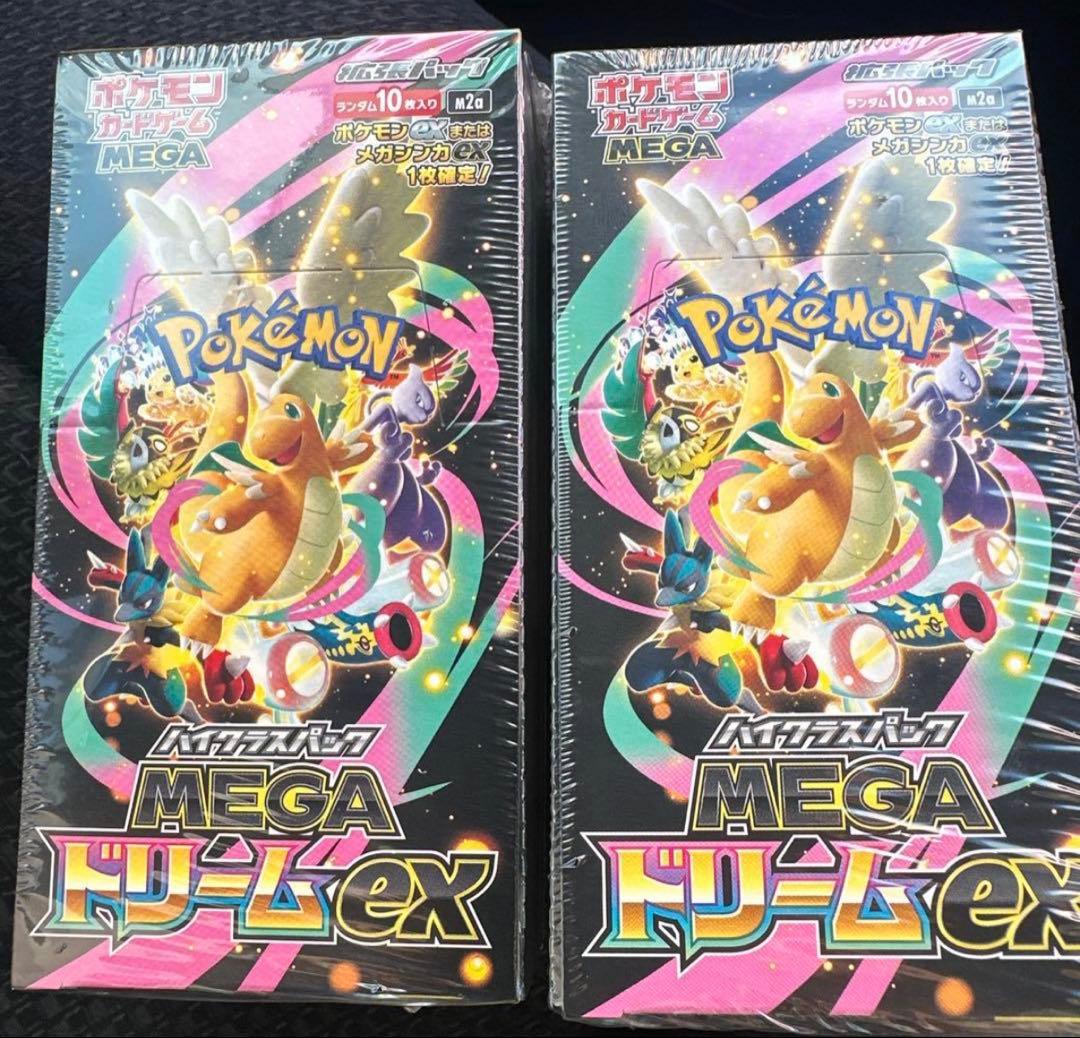 ポケモン
カードゲーム
MEGA
拡張パック
ランダム10枚入り M2a
ポケモンexまたは
メガシンカex
1枚確定!
POKéMON
TM
ハイクラスパック
MEGA
ドリームex
ポケモン
カードゲーム
MEGA
拡張パック
ランダム10枚入り M2a
ポケモンexまたは
メガシンカex
1枚確定!
POKéMON
TM
ハイクラスパック
MEGA
ドリームex